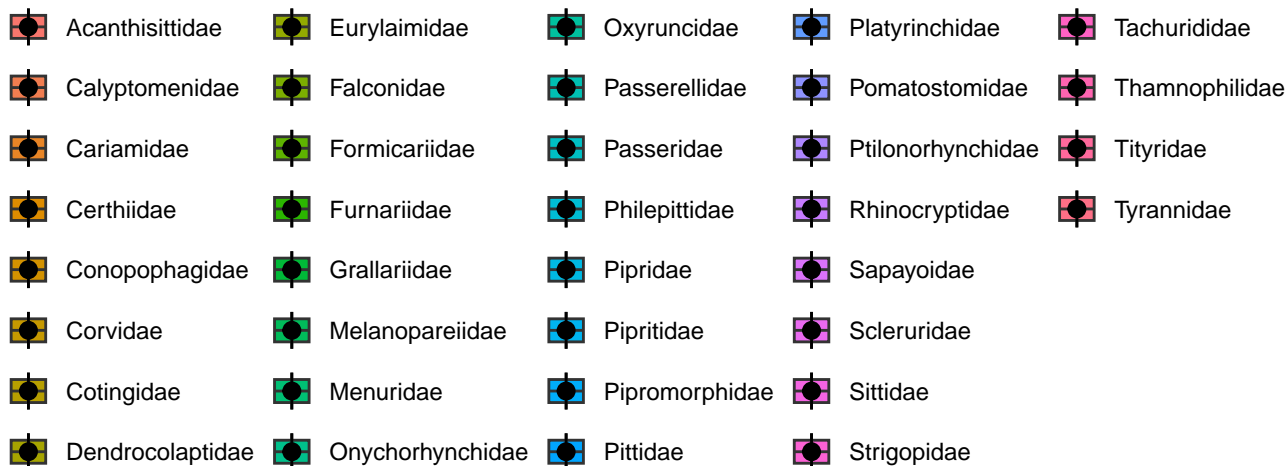 Acanthisittidae
Calyptomenidae
Cariamidae
Certhiidae
Conopophagidae
Corvidae
Cotingidae
Dendrocolaptidae
Eurylaimidae
Falconidae
Formicariidae
Furnariidae
Grallariidae
Melanopareiidae
Menuridae
Onychorhynchidae
Oxyruncidae
Passerellidae
Passeridae
Philepittidae
Pipridae
Pipritidae
Pipromorphidae
Pittidae
Platyrinchidae
Pomatostomidae
Ptilonorhynchidae
Rhinocryptidae
Sapayoidae
Scleruridae
Sittidae
Strigopidae
Tachurididae
Thamnophilidae
Tityridae
Tyrannidae